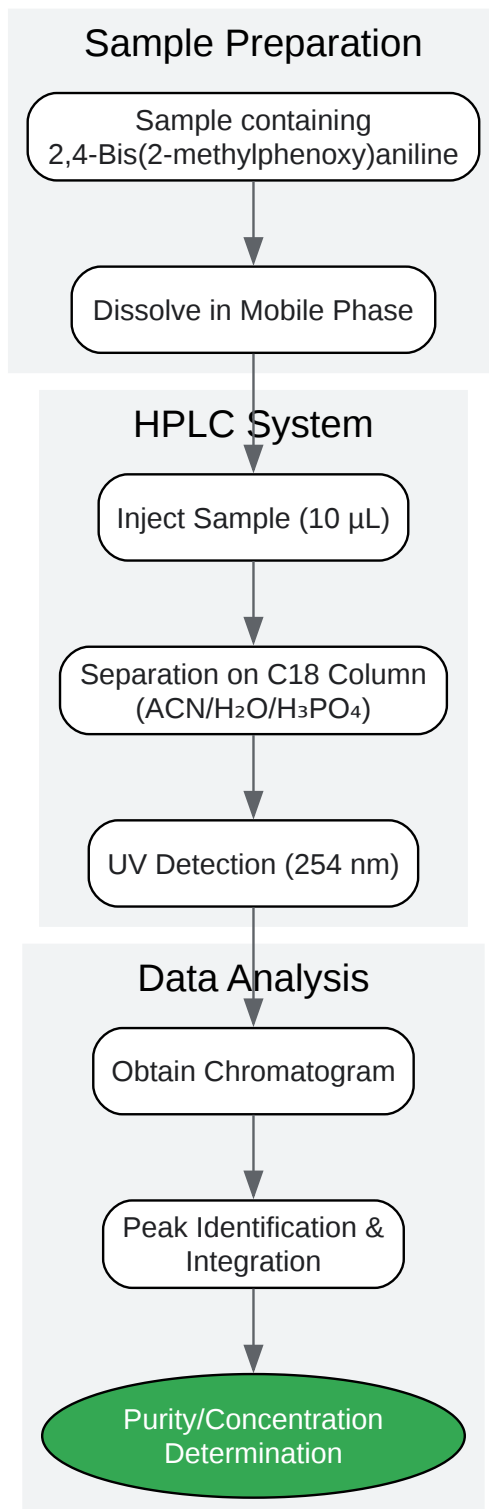 Sample Preparation
Sample containing
2,4-Bis(2-methylphenoxy)aniline
Dissolve in Mobile Phase
HPLC System
Inject Sample (10 µL)
Separation on C18 Column
(ACN/H₂O/H₃PO₄)
UV Detection (254 nm)
Data Analysis
Obtain Chromatogram
Peak Identification &
Integration
Purity/Concentration
Determination